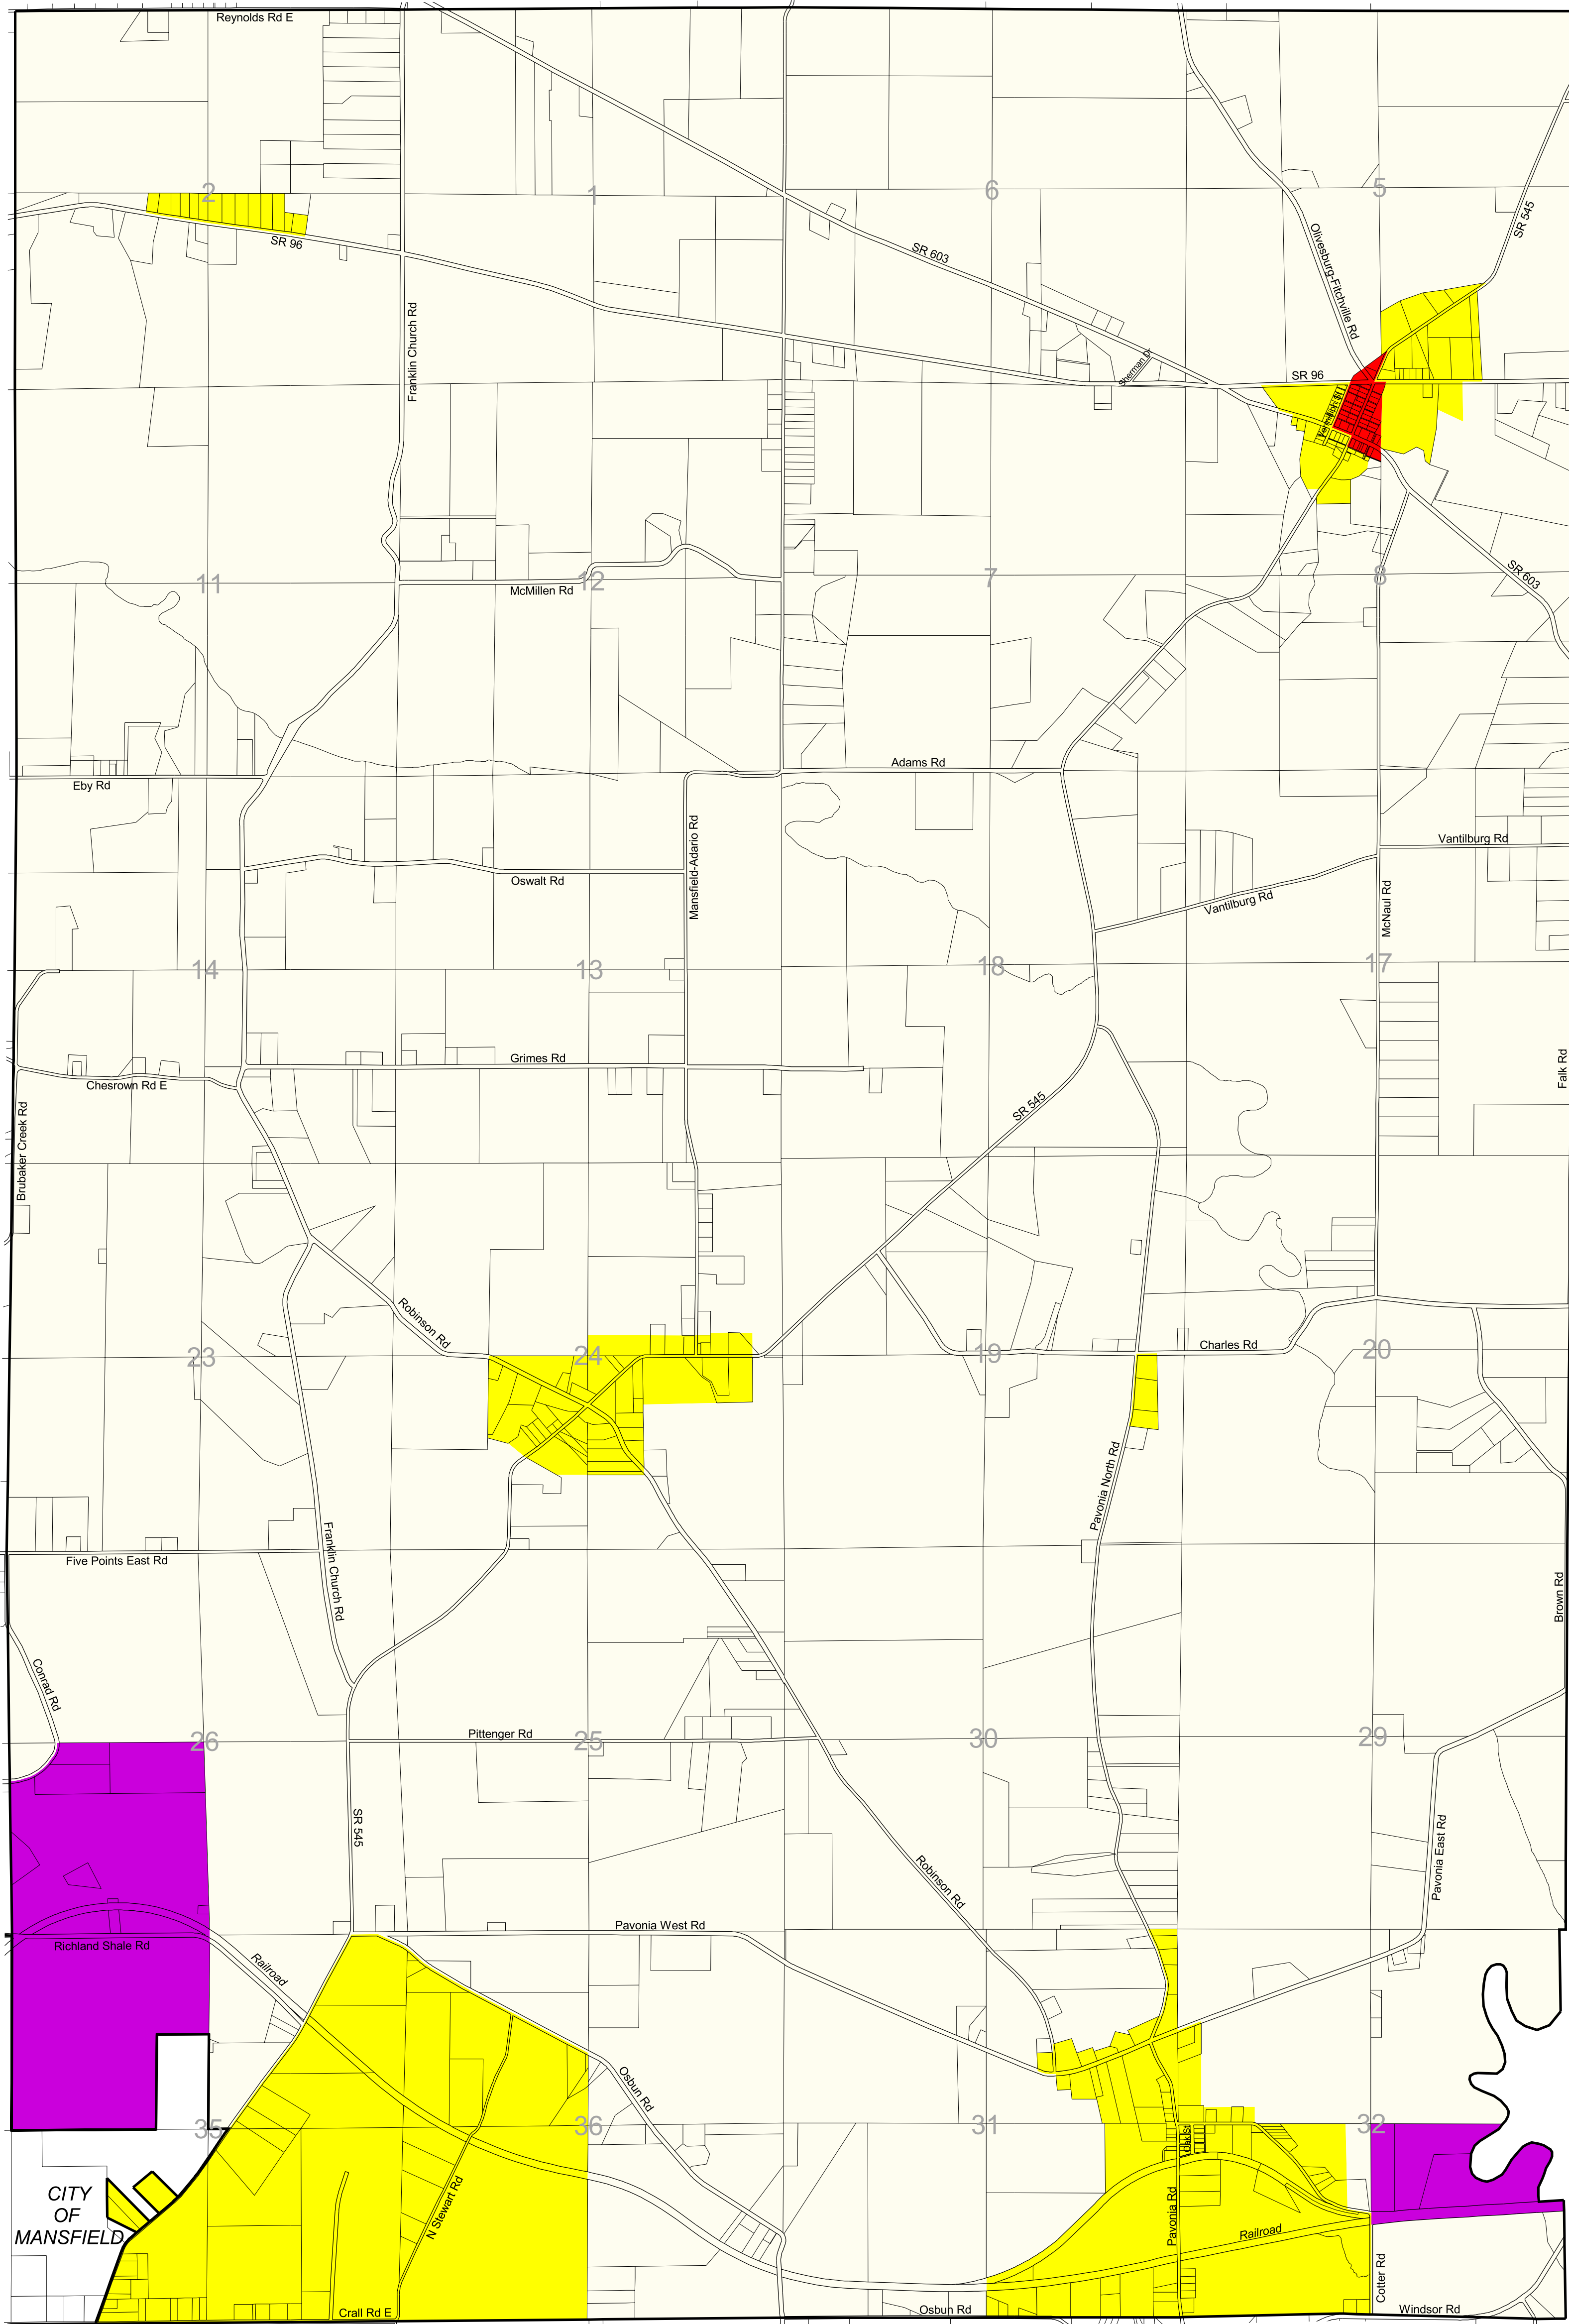 Reynolds Rd E
2
1
6
5
SR 545
SR 96
SR 603
Olivesburg-Fitchville Rd
Franklin Church Rd
Sherman Dr
SR 96
Vermillion St
11
McMillen Rd
12
7
8
SR 603
Adams Rd
Eby Rd
Mansfield-Adario Rd
Vantilburg Rd
Oswalt Rd
Vantilburg Rd
McNaul Rd
14
13
18
17
Grimes Rd
Chesrown Rd E
Falk Rd
Brubaker Creek Rd
SR 545
Robinson Rd
23
24
19
Charles Rd
20
Pavonia North Rd
Five Points East Rd
Franklin Church Rd
Brown Rd
Conrad Rd
26
Pittenger Rd
25
30
29
SR 545
Pavonia East Rd
Robinson Rd
Pavonia West Rd
Richland Shale Rd
Railroad
Osbun Rd
35
36
31
Oak St
32
CITY
OF
MANSFIELD
N Stewart Rd
Pavonia Rd
Railroad
Cotter Rd
Crall Rd E
Osbun Rd
Windsor Rd